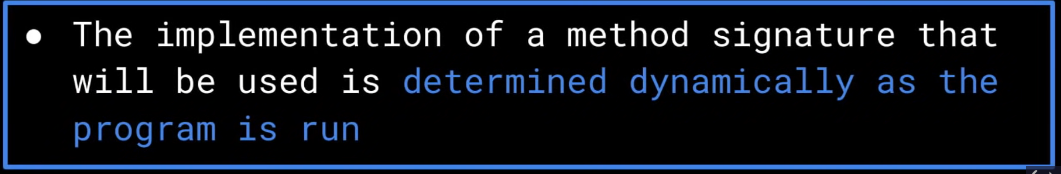 ● The implementation of a method signature that
will be used is determined dynamically as the
program is run